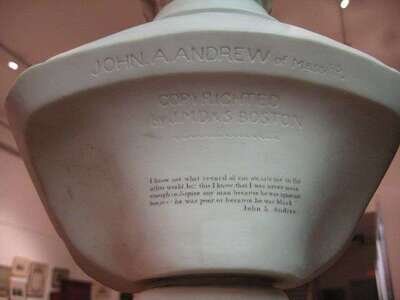 JOHN. A. ANDREW of MASS.
COPYRIGHTED
by J. M. D & S BOSTON
I know not what record of sin awaits me in the
other world but this I know, that I was never mean
enough to despise any man because he was ignorant
because he was poor or because he was black
John A Andrew